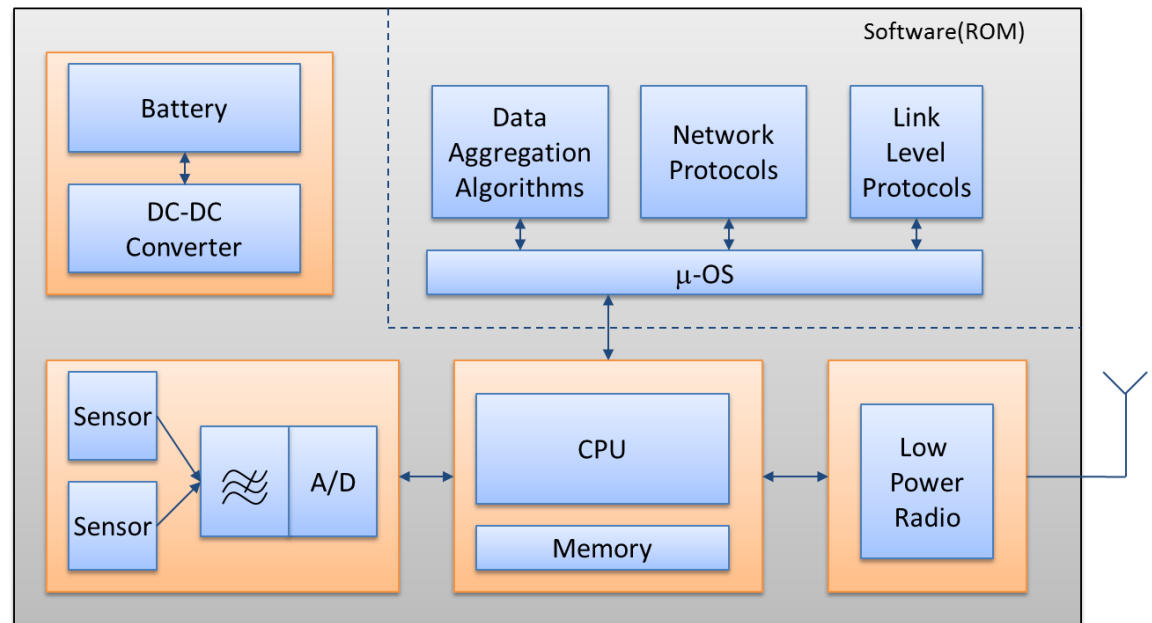 Software(ROM)
Battery
DC-DC
Converter
Data
Aggregation
Algorithms
Network
Protocols
Link
Level
Protocols
μ-OS
Sensor
Sensor
A/D
CPU
Memory
Low
Power
Radio